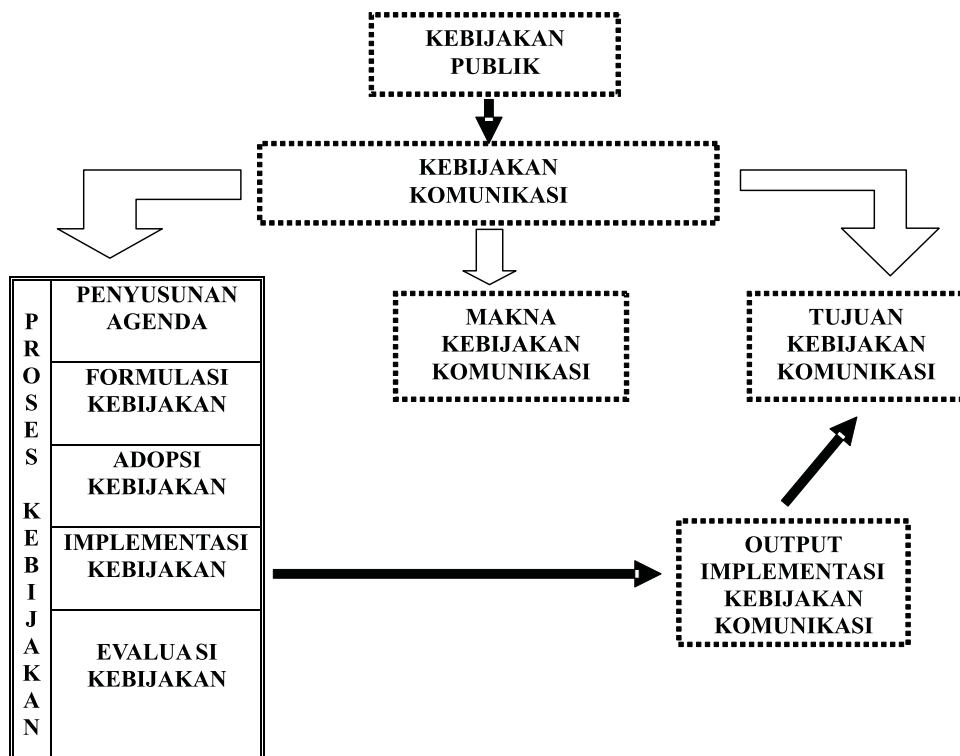 KEBIJAKAN
PUBLIK
KEBIJAKAN
KOMUNIKASI
PROSES KEBIJAKAN
PENYUSUNAN
AGENDA
FORMULASI
KEBIJAKAN
ADOPSI
KEBIJAKAN
IMPLEMENTASI
KEBIJAKAN
EVALUASI
KEBIJAKAN
MAKNA
KEBIJAKAN
KOMUNIKASI
TUJUAN
KEBIJAKAN
KOMUNIKASI
OUTPUT
IMPLEMENTASI
KEBIJAKAN
KOMUNIKASI